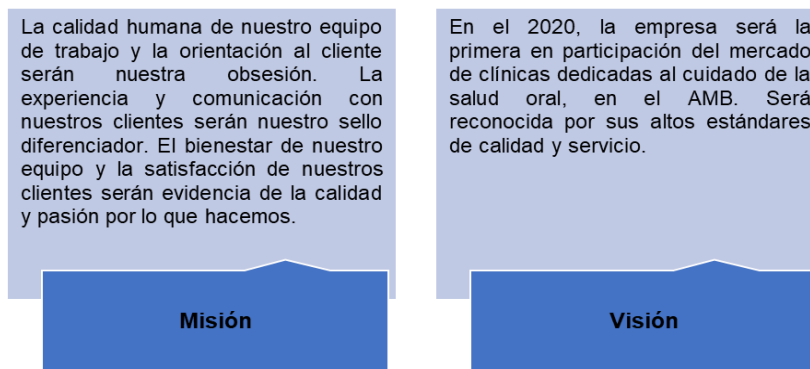 La calidad humana de nuestro equipo
de trabajo y la orientación al cliente
serán nuestra obsesión. La
experiencia y comunicación con
nuestros clientes serán nuestro sello
diferenciador. El bienestar de nuestro
equipo y la satisfacción de nuestros
clientes serán evidencia de la calidad
y pasión por lo que hacemos.
Misión
En el 2020, la empresa será la
primera en participación del mercado
de clínicas dedicadas al cuidado de la
salud oral, en el AMB. Será
reconocida por sus altos estándares
de calidad y servicio.
Visión